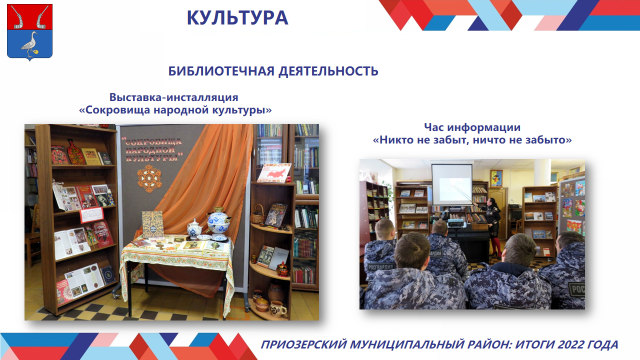 КУЛЬТУРА
БИБЛИОТЕЧНАЯ ДЕЯТЕЛЬНОСТЬ
Выставка-инсталляция
«Сокровища народной культуры»
Час информации
«Никто не забыт, ничто не забыто»
"СОКРОВИЩА
НАРОДНОЙ
КУЛЬТУРЫ"
ПРИОЗЕРСКИЙ МУНИЦИПАЛЬНЫЙ РАЙОН: ИТОГИ 2022 ГОДА